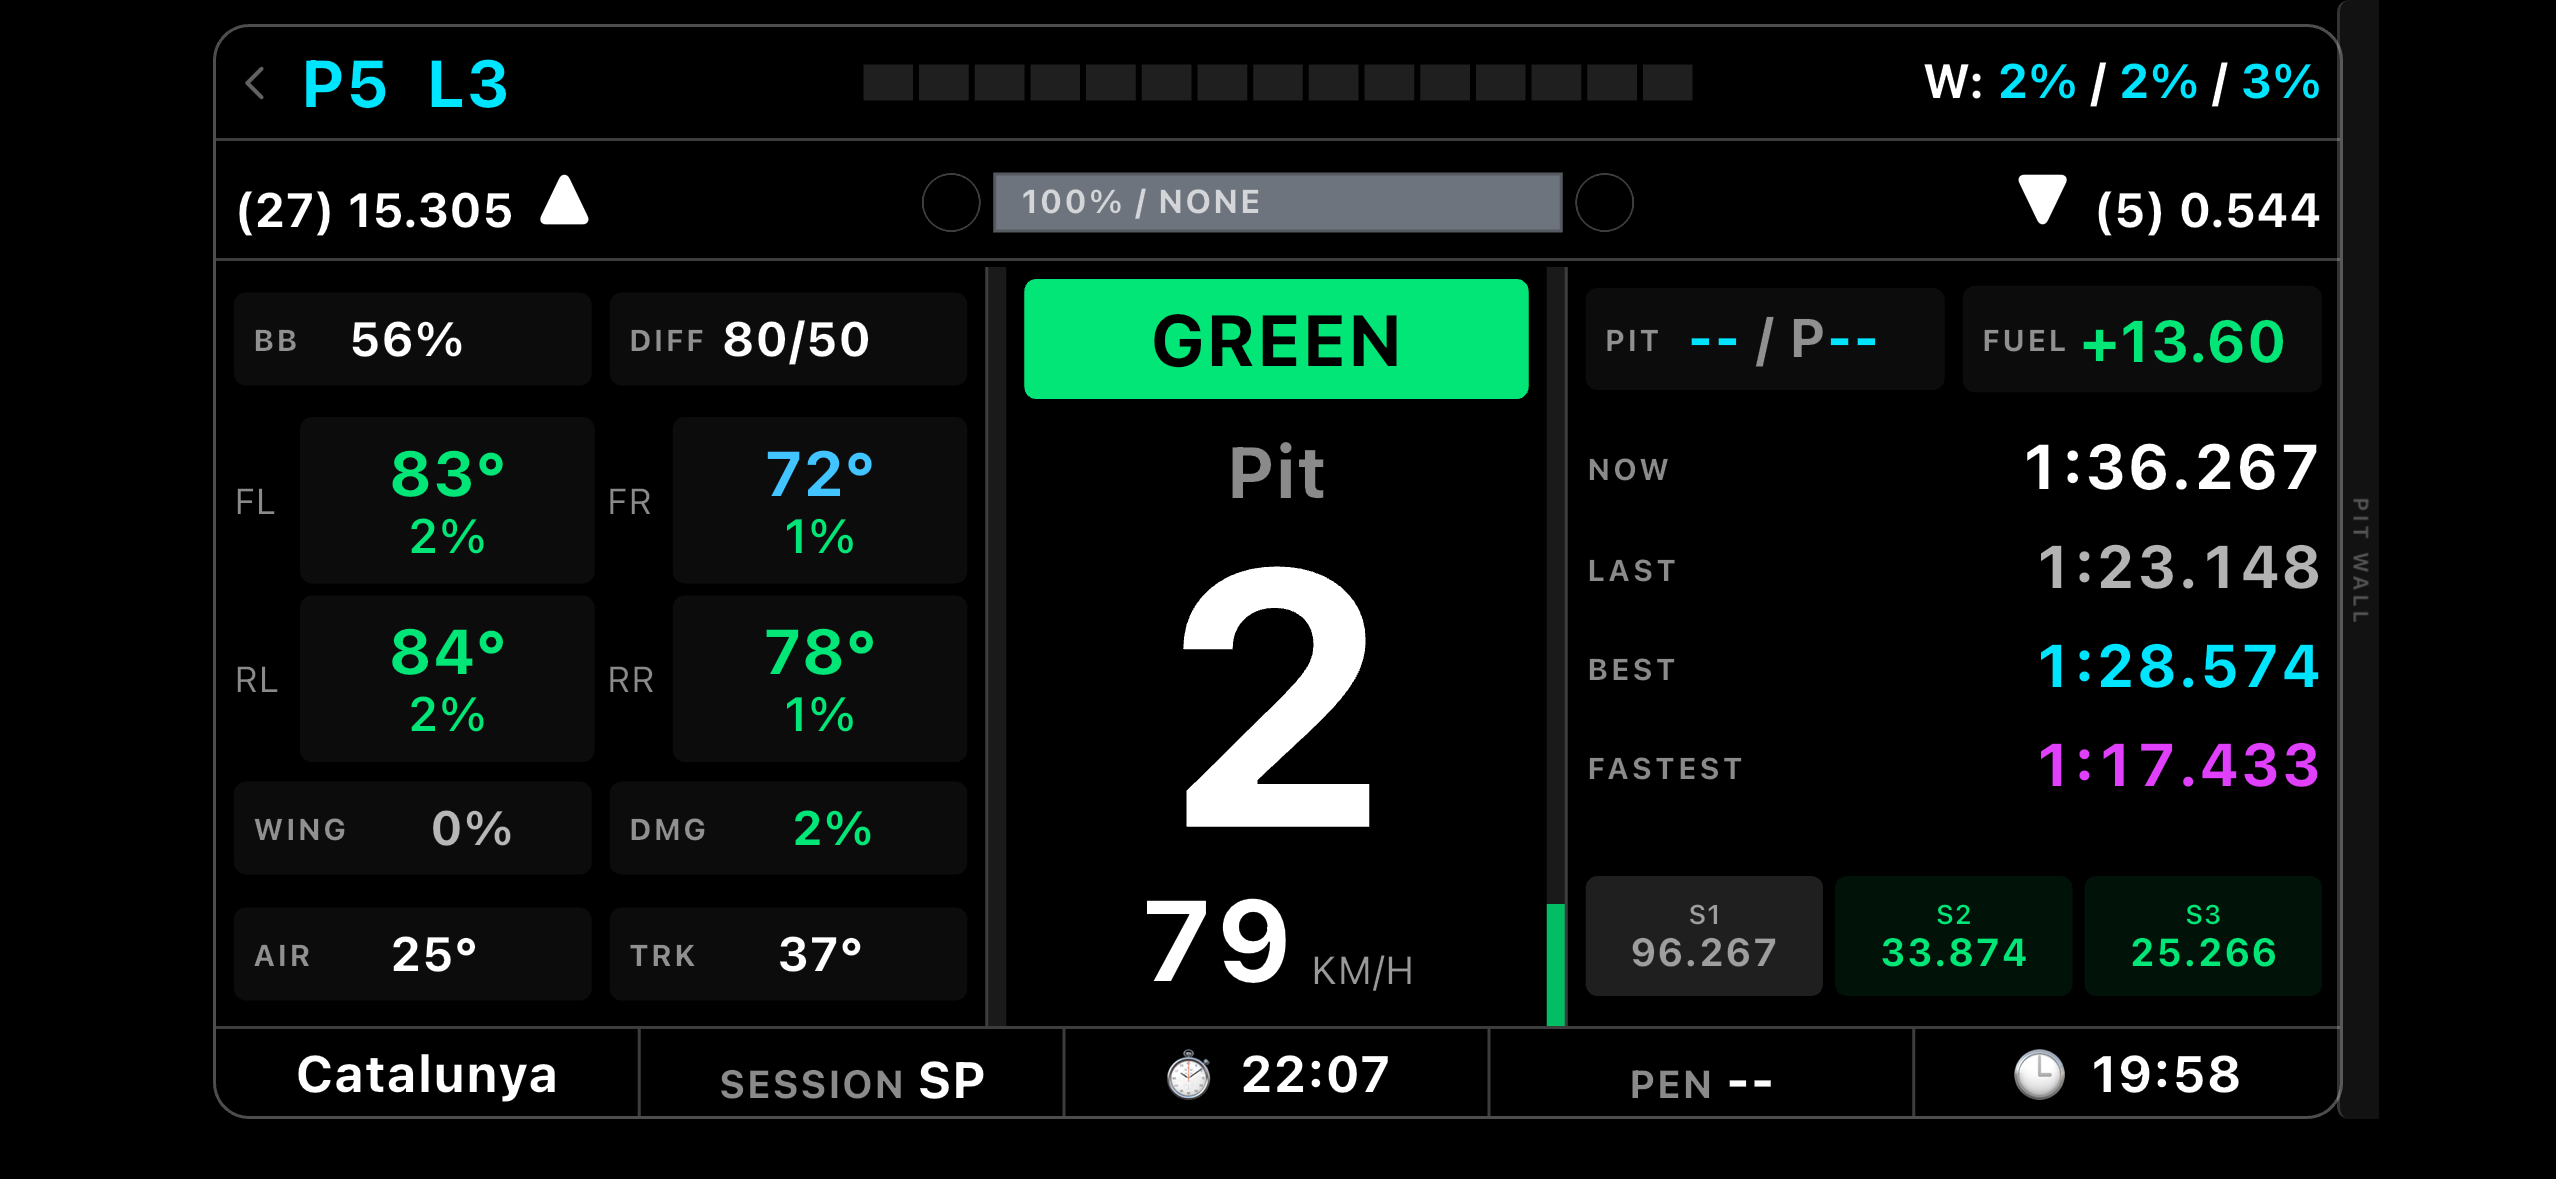 P5 L3
W: 2% / 2% / 3%
(27) 15.305
100% / NONE
(5) 0.544
BB 56%
DIFF 80/50
FL 83° 2%
FR 72° 1%
RL 84° 2%
RR 78° 1%
WING 0%
DMG 2%
AIR 25°
TRK 37°
GREEN
Pit
2
79 KM/H
PIT -- / P--
FUEL +13.60
NOW 1:36.267
LAST 1:23.148
BEST 1:28.574
FASTEST 1:17.433
S1 96.267
S2 33.874
S3 25.266
PIT WALL
Catalunya
SESSION SP
22:07
PEN --
19:58